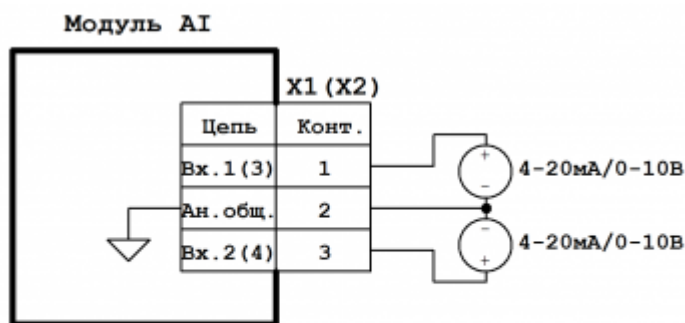 Модуль AI
X1(X2)
Цепь Конт.
Вх.1(3) 1
+
4-20мА/0-10В
-
Ан.общ. 2
-
4-20мА/0-10В
+
Вх.2(4) 3